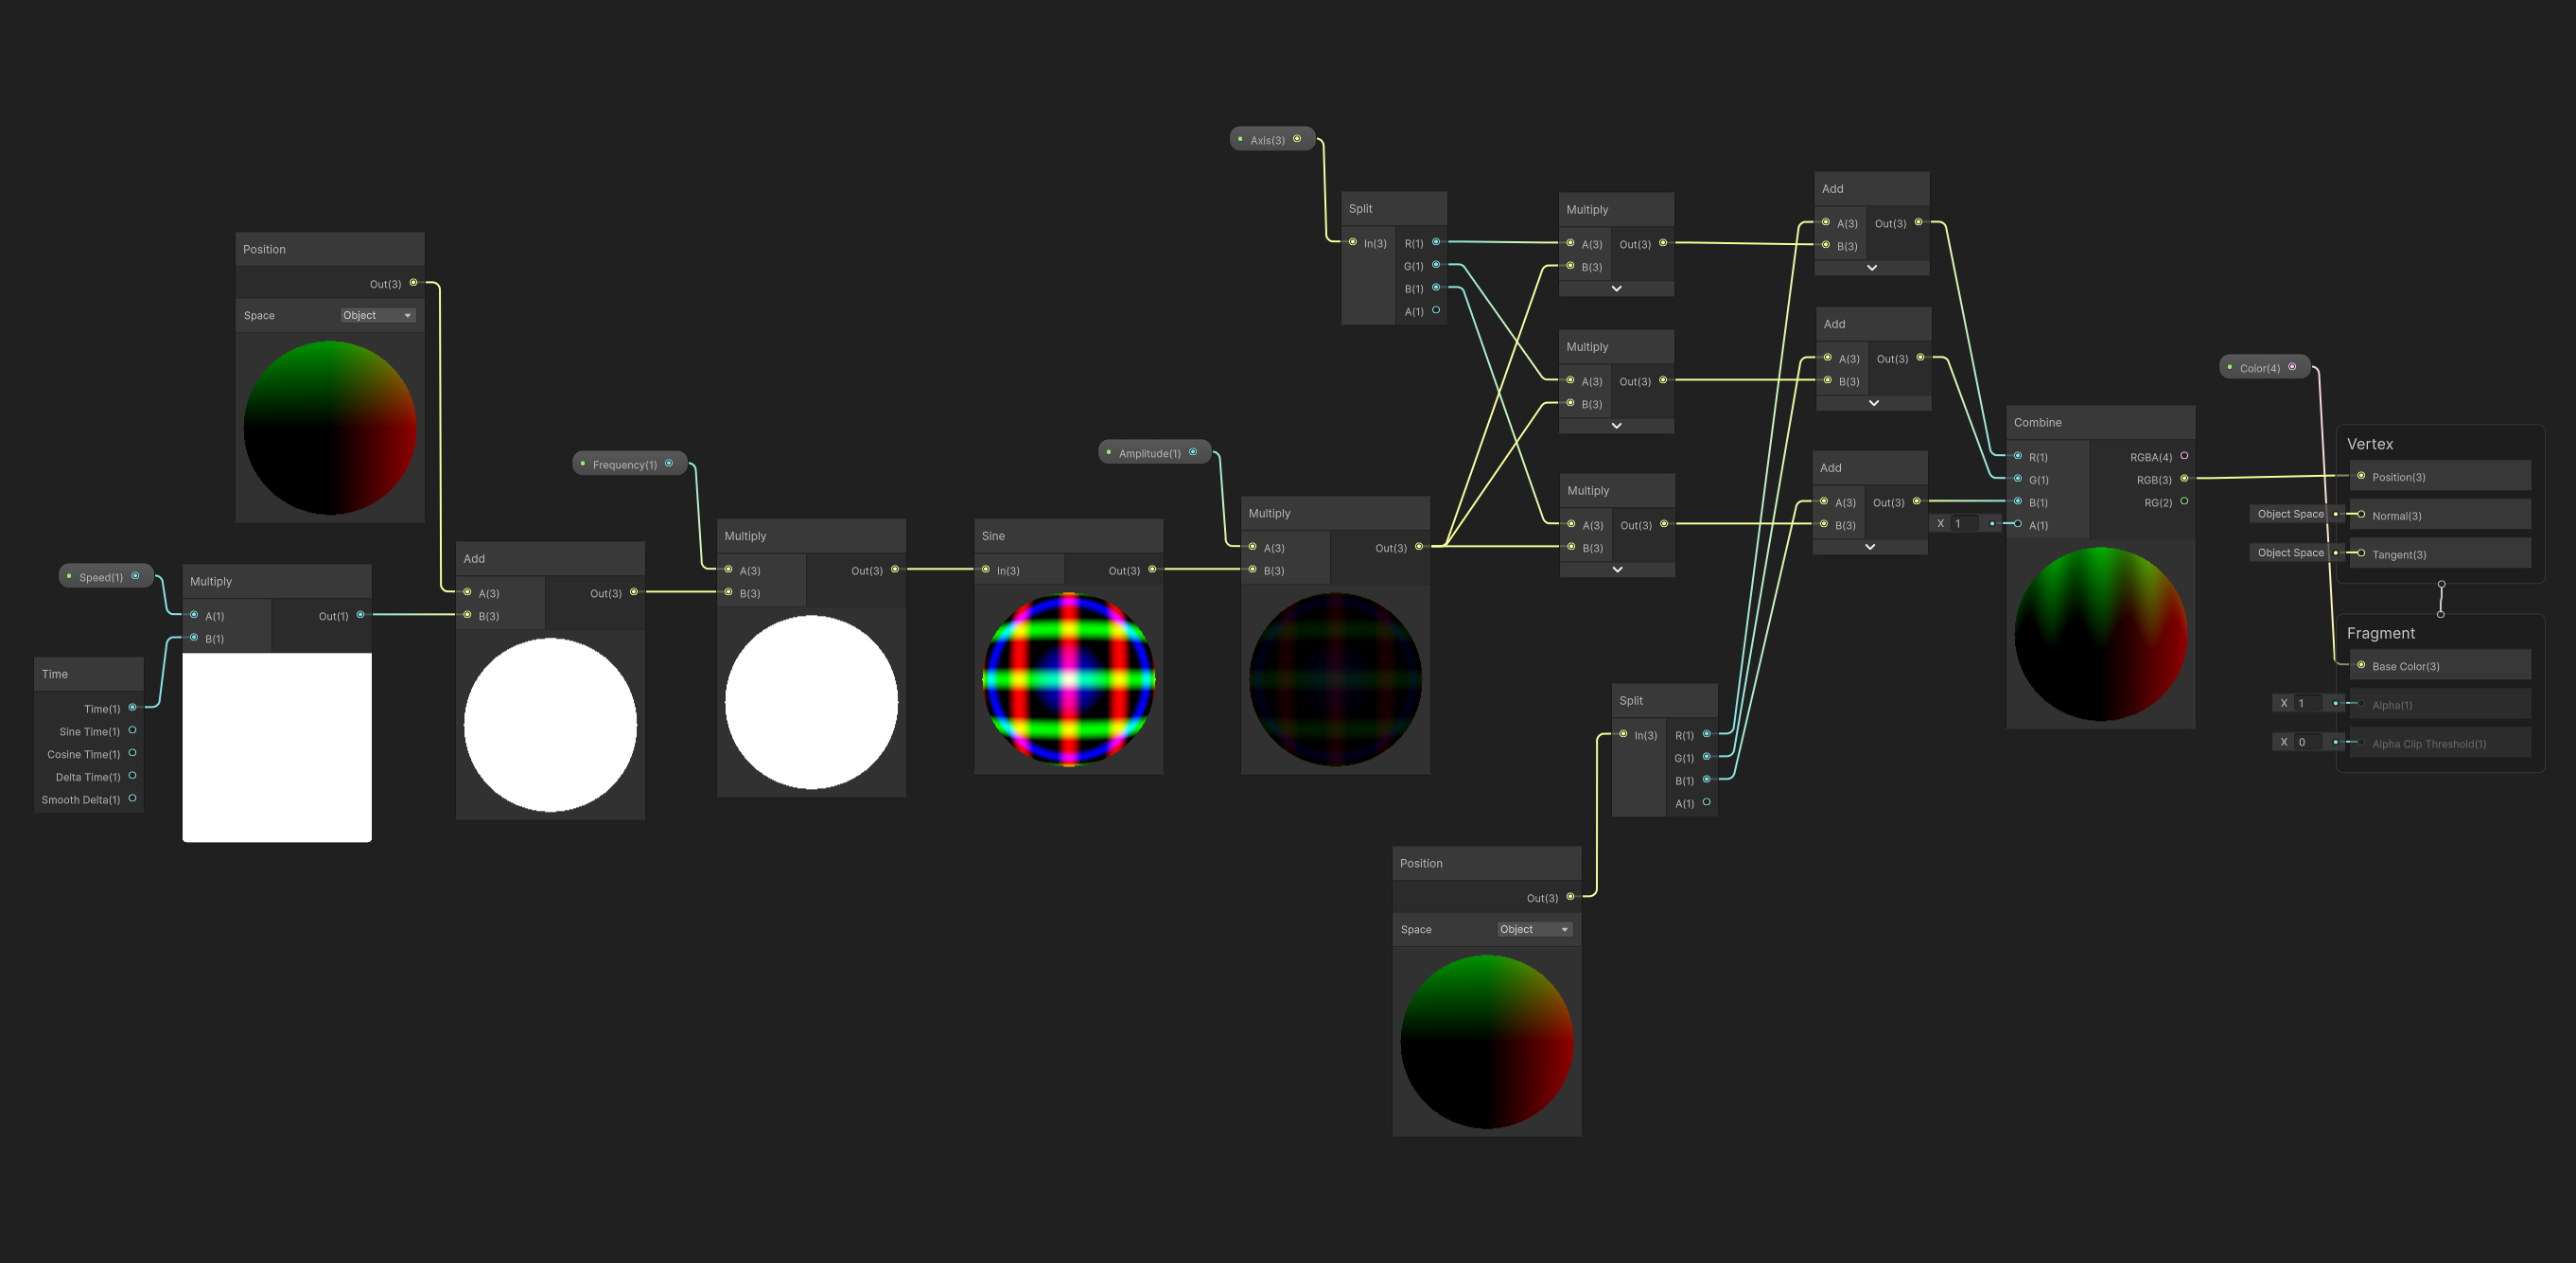 Position
Out(3)
Space
Object
Speed(1)
Time
Time(1)
Sine Time(1)
Cosine Time(1)
Delta Time(1)
Smooth Delta(1)
Multiply
A(1)
Out(1)
B(1)
Add
A(3)
Out(3)
B(3)
Frequency(1)
Multiply
A(3)
Out(3)
B(3)
Sine
In(3)
Out(3)
Amplitude(1)
Multiply
A(3)
Out(3)
B(3)
Axis(3)
Split
In(3)
R(1)
G(1)
B(1)
A(1)
Multiply
A(3)
Out(3)
B(3)
Multiply
A(3)
Out(3)
B(3)
Multiply
A(3)
Out(3)
B(3)
Position
Out(3)
Space
Object
Split
In(3)
R(1)
G(1)
B(1)
A(1)
Add
A(3)
Out(3)
B(3)
Add
A(3)
Out(3)
B(3)
Add
A(3)
Out(3)
B(3)
X 1
Combine
R(1)
RGBA(4)
G(1)
RGB(3)
B(1)
RG(2)
A(1)
Color(4)
Vertex
Position(3)
Object Space
Normal(3)
Object Space
Tangent(3)
Fragment
Base Color(3)
X 1
Alpha(1)
X 0
Alpha Clip Threshold(1)